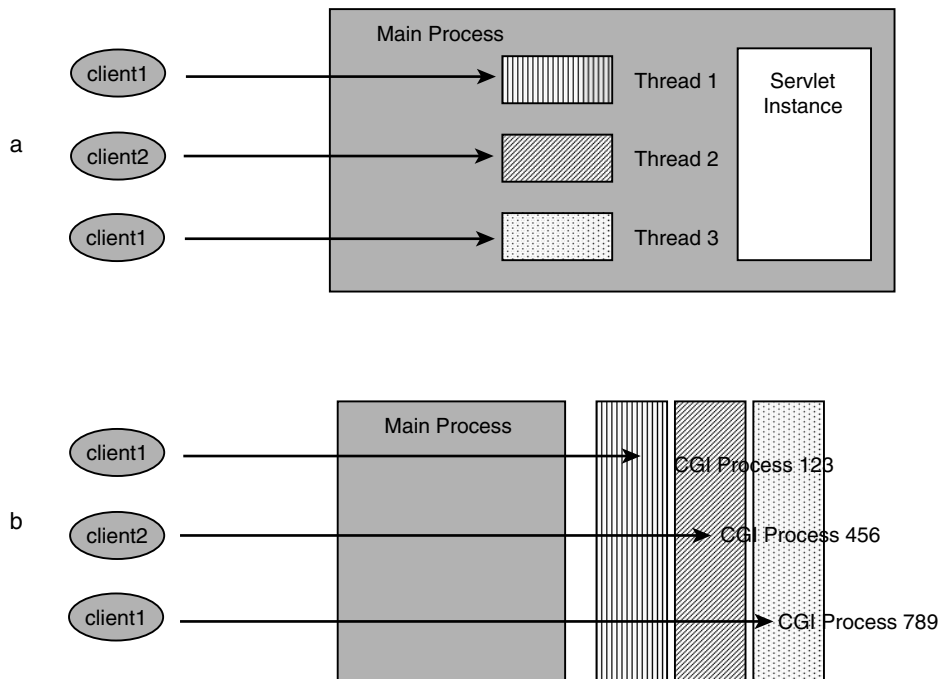 Main Process
client1
Thread 1
Servlet
Instance
a
client2
Thread 2
client1
Thread 3
Main Process
client1
CGI Process 123
b
client2
CGI Process 456
client1
CGI Process 789